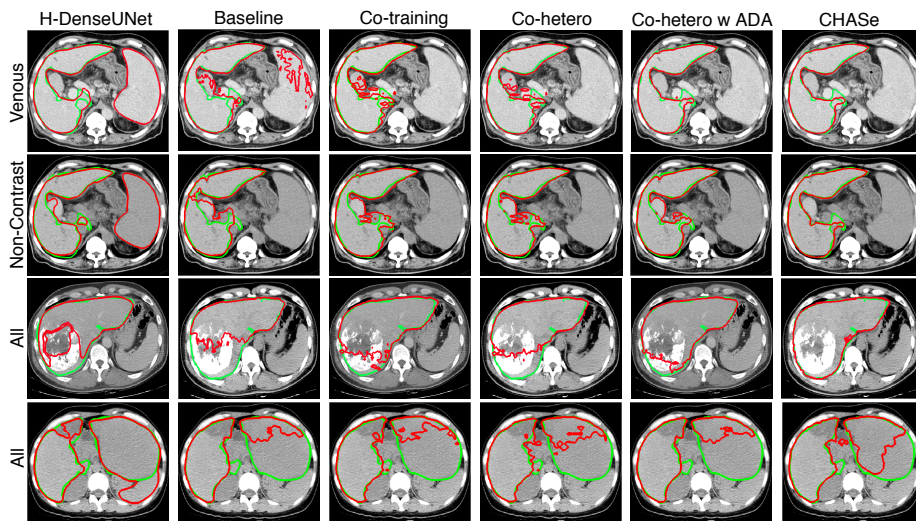 H-DenseUNet Baseline Co-training Co-hetero Co-hetero w ADA CHASe
Venous
Non-Contrast
All
All